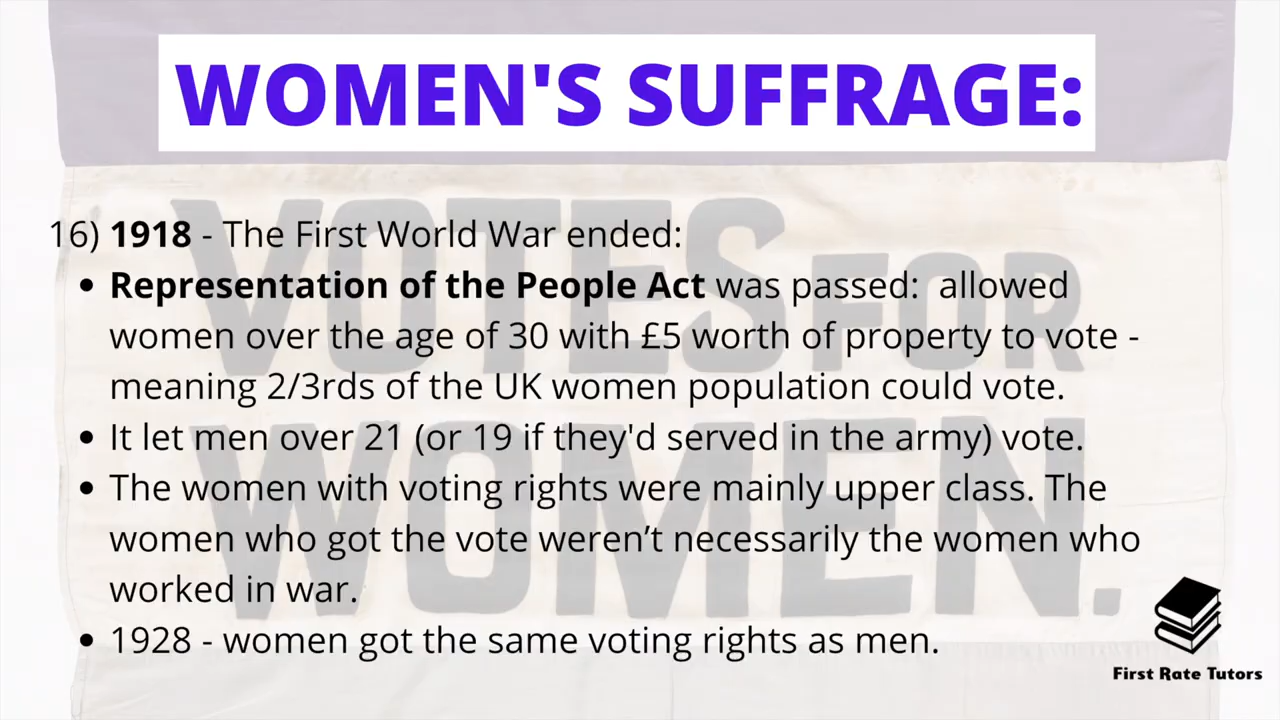 WOMEN'S SUFFRAGE:
VOTES FOR
WOMEN.
16) 1918 - The First World War ended:
• Representation of the People Act was passed:  allowed
women over the age of 30 with £5 worth of property to vote -
meaning 2/3rds of the UK women population could vote.
• It let men over 21 (or 19 if they'd served in the army) vote.
• The women with voting rights were mainly upper class. The
women who got the vote weren’t necessarily the women who
worked in war.
• 1928 - women got the same voting rights as men.
First Rate Tutors